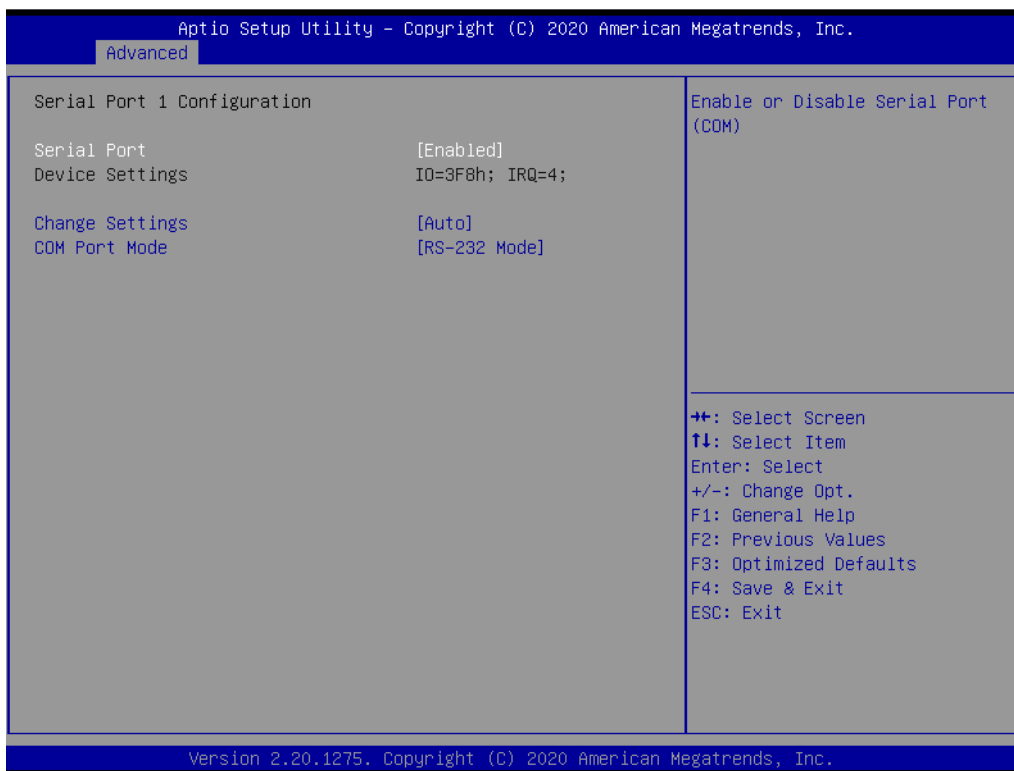 Aptio Setup Utility – Copyright (C) 2020 American Megatrends, Inc.
Advanced
Serial Port 1 Configuration
Serial Port [Enabled]
Device Settings IO=3F8h; IRQ=4;
Change Settings [Auto]
COM Port Mode [RS-232 Mode]
Enable or Disable Serial Port
(COM)
→←: Select Screen
↑↓: Select Item
Enter: Select
+/-: Change Opt.
F1: General Help
F2: Previous Values
F3: Optimized Defaults
F4: Save & Exit
ESC: Exit
Version 2.20.1275. Copyright (C) 2020 American Megatrends, Inc.